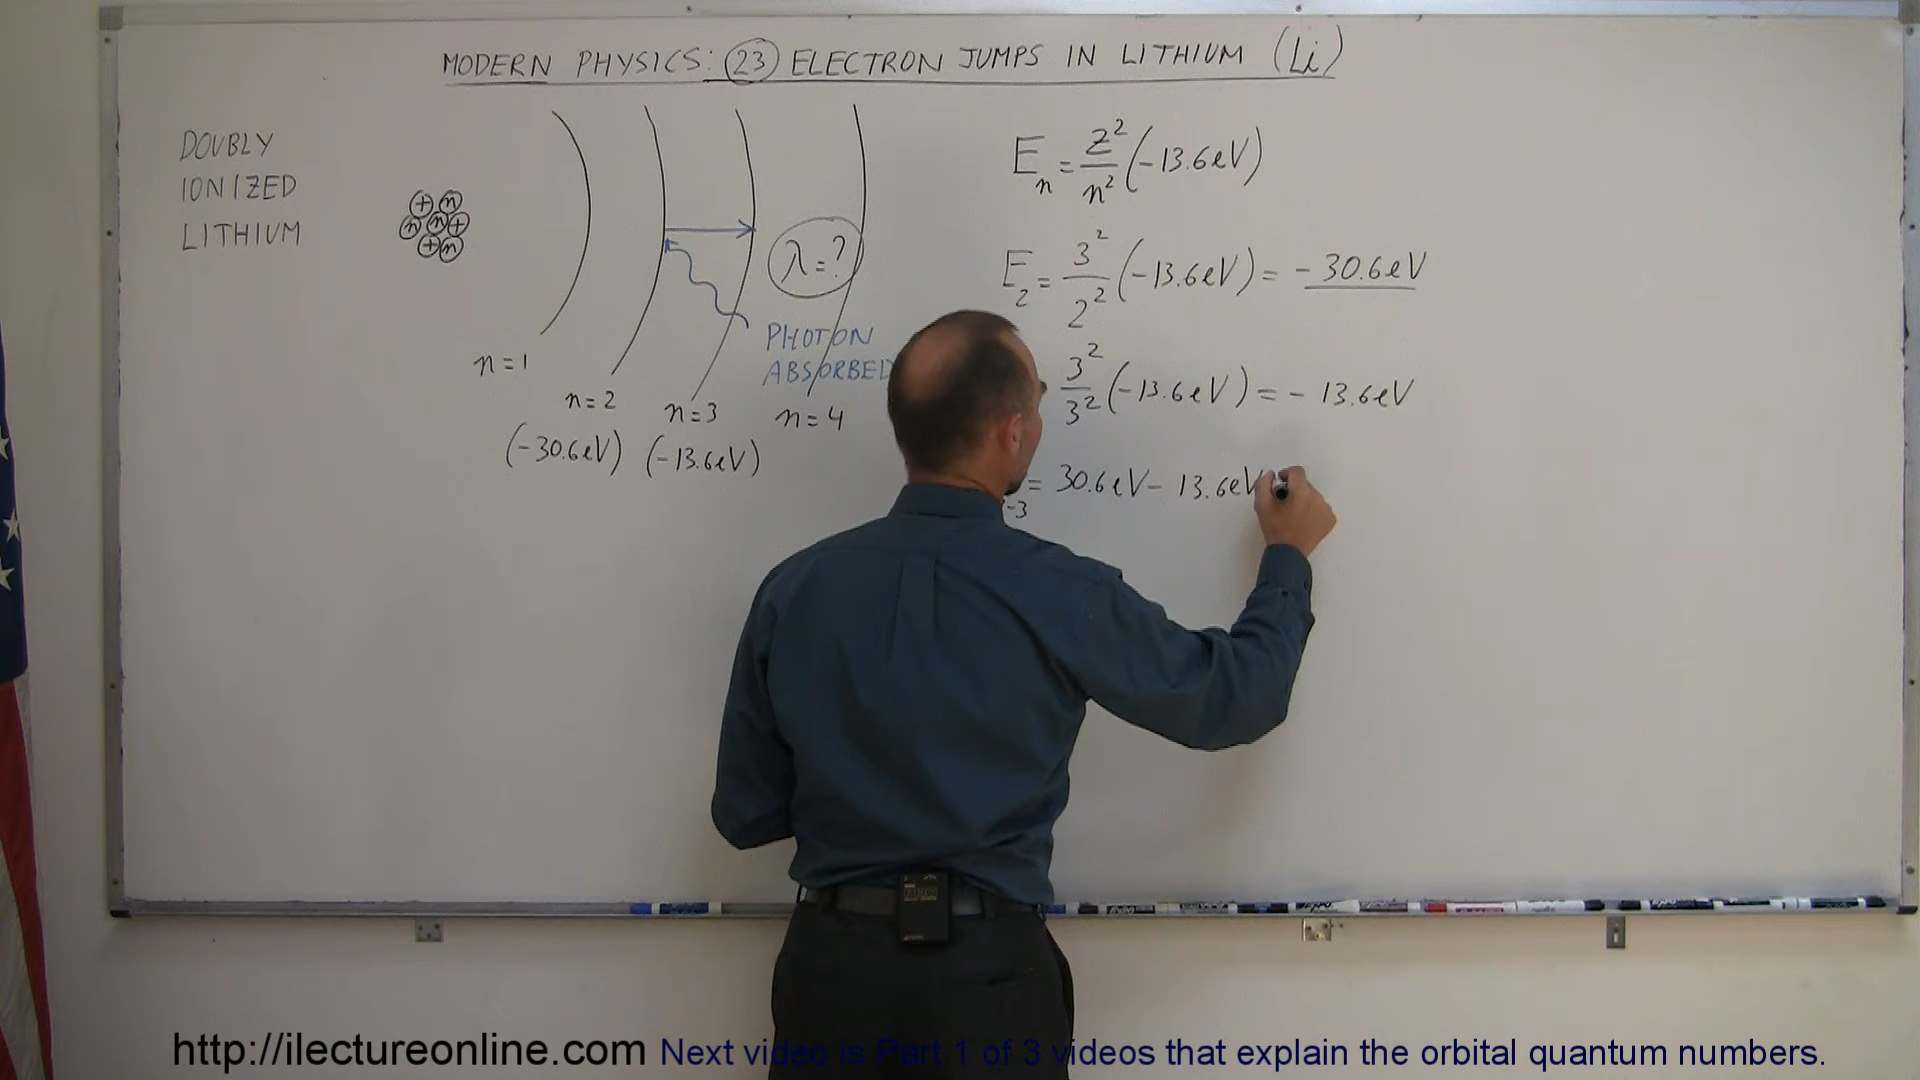 MODERN PHYSICS: 23 ELECTRON JUMPS IN LITHIUM (Li)
DOUBLY
IONIZED
LITHIUM
+ n
n n +
+ n
λ = ?
PHOTON
ABSORBED
n = 1
n = 2
n = 3
n = 4
(-30.6eV)
(-13.6eV)
Eₙ = Z²/n² (-13.6eV)
E₂ = 3²/2² (-13.6eV) = -30.6eV
3²/3² (-13.6eV) = -13.6eV
-3 = 30.6eV - 13.6eV
http://ilectureonline.com Next video is Part 1 of 3 videos that explain the orbital quantum numbers.